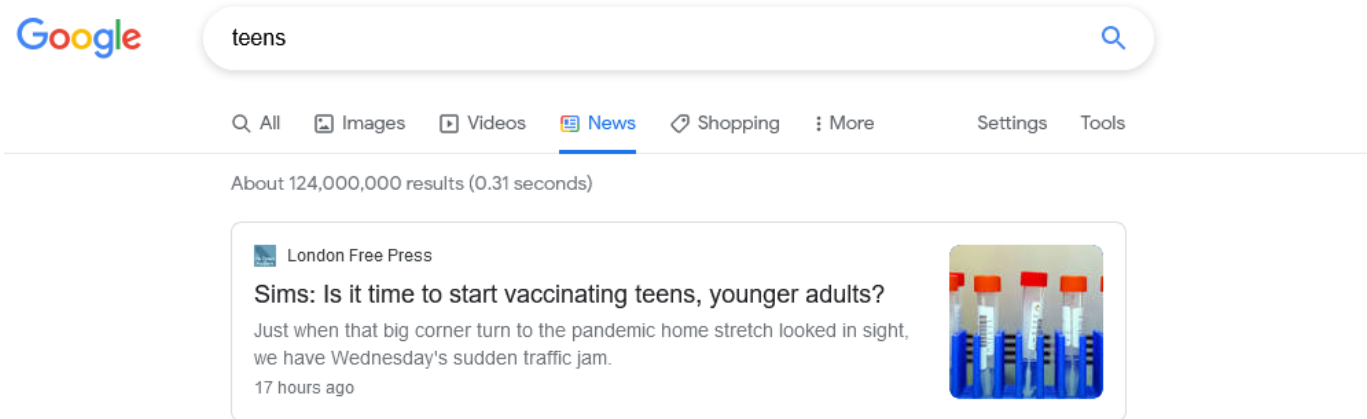 Google
teens
All Images Videos News Shopping More Settings Tools
About 124,000,000 results (0.31 seconds)
London Free Press
Sims: Is it time to start vaccinating teens, younger adults?
Just when that big corner turn to the pandemic home stretch looked in sight,
we have Wednesday's sudden traffic jam.
17 hours ago